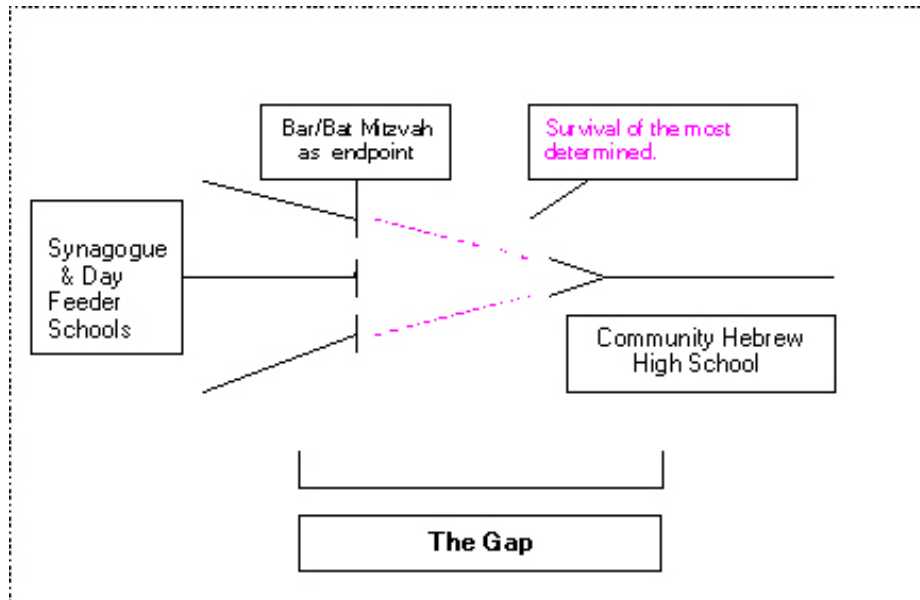 Bar/Bat Mitzvah
as endpoint
Survival of the most
determined.
Synagogue
& Day
Feeder
Schools
Community Hebrew
High School
The Gap